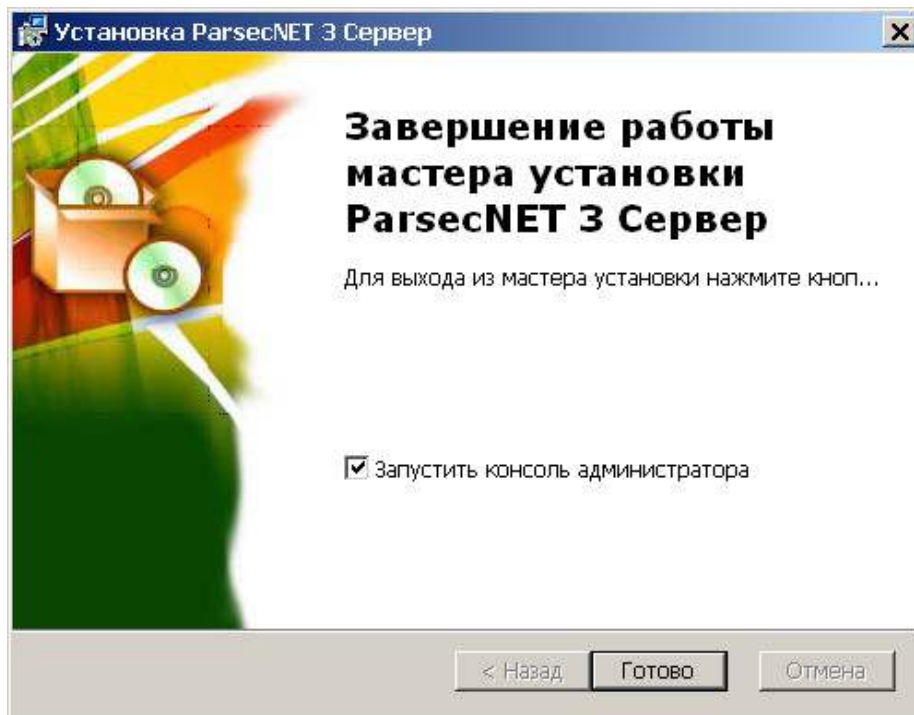 Установка ParsecNET 3 Сервер
Завершение работы
мастера установки
ParsecNET 3 Сервер
Для выхода из мастера установки нажмите кноп...
Запустить консоль администратора
< Назад
Готово
Отмена